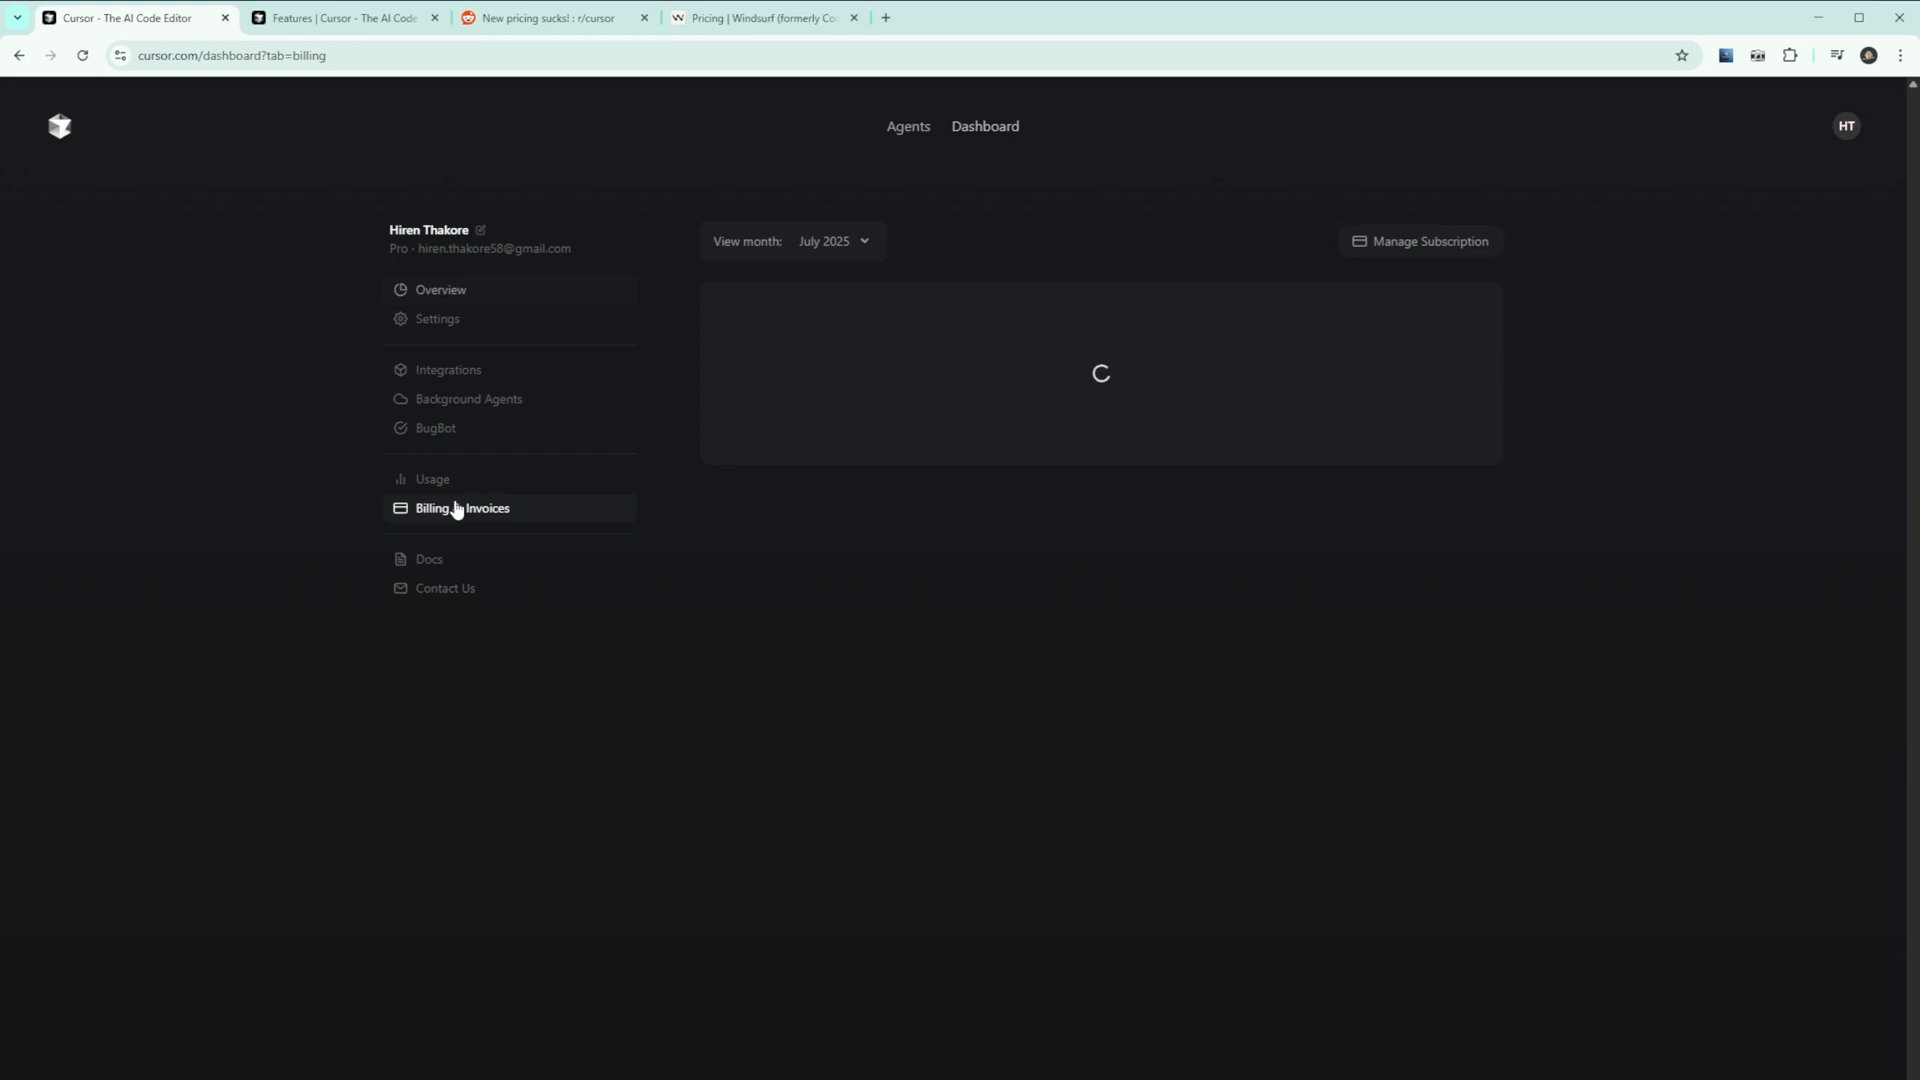 Cursor - The AI Code Editor
Features | Cursor - The AI Code
New pricing sucks! : r/cursor
Pricing | Windsurf (formerly Co
cursor.com/dashboard?tab=billing
Agents
Dashboard
HT
Hiren Thakore
Pro - hiren.thakore58@gmail.com
View month: July 2025
Manage Subscription
Overview
Settings
Integrations
Background Agents
BugBot
Usage
Billing Invoices
Docs
Contact Us